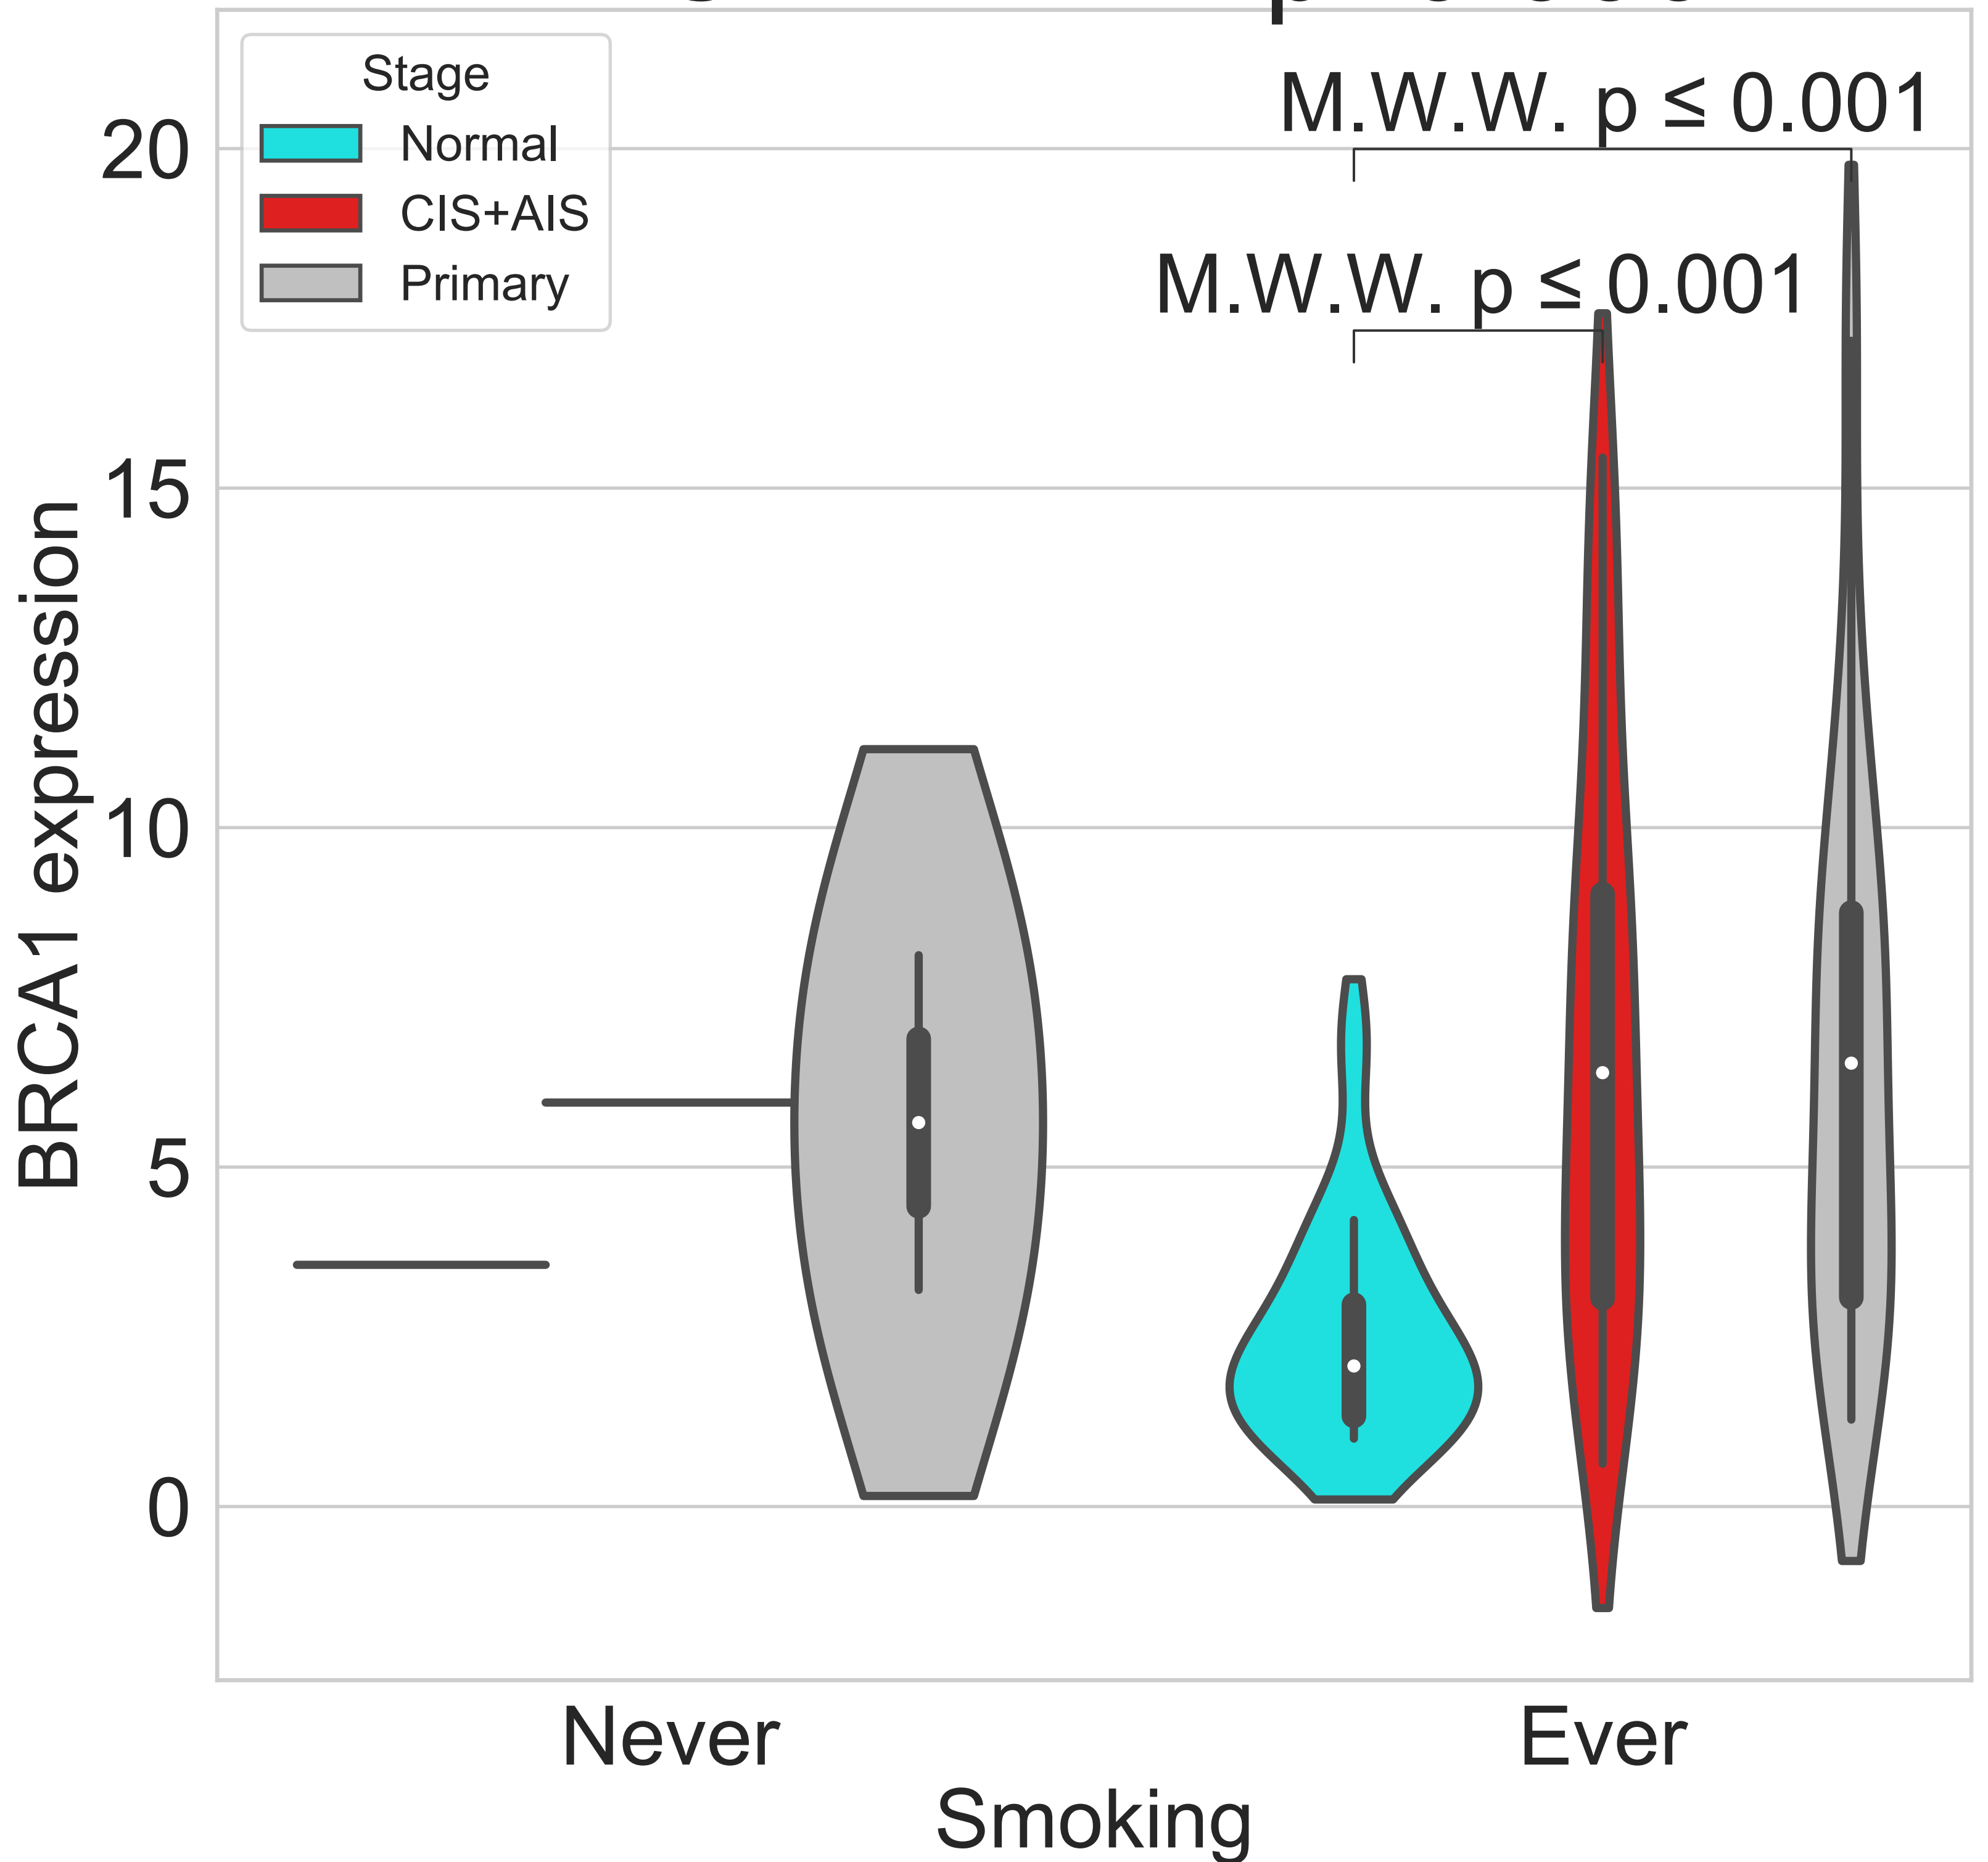 Stage
Normal
CIS+AIS
Primary
M.W.W. p ≤ 0.001
M.W.W. p ≤ 0.001
20
15
10
5
0
BRCA1 expression
Never
Ever
Smoking